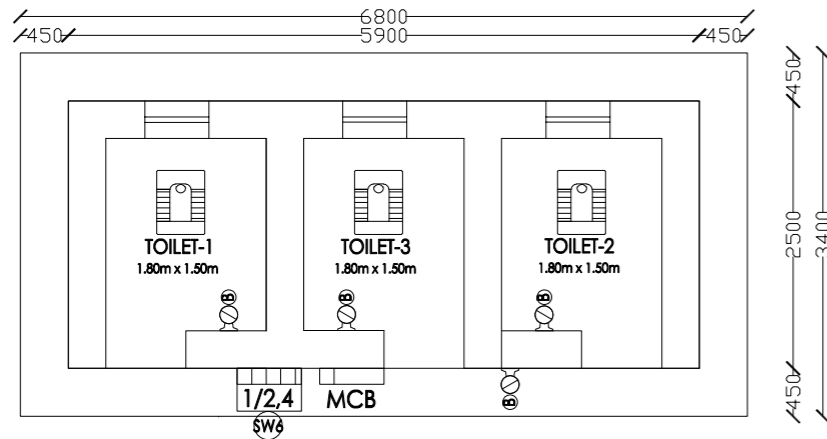 6800
450 5900 450
450
2500
3400
450
TOILET-1
1.80m x 1.50m
TOILET-3
1.80m x 1.50m
TOILET-2
1.80m x 1.50m
B
B
B
B
1/2,4
MCB
SW6